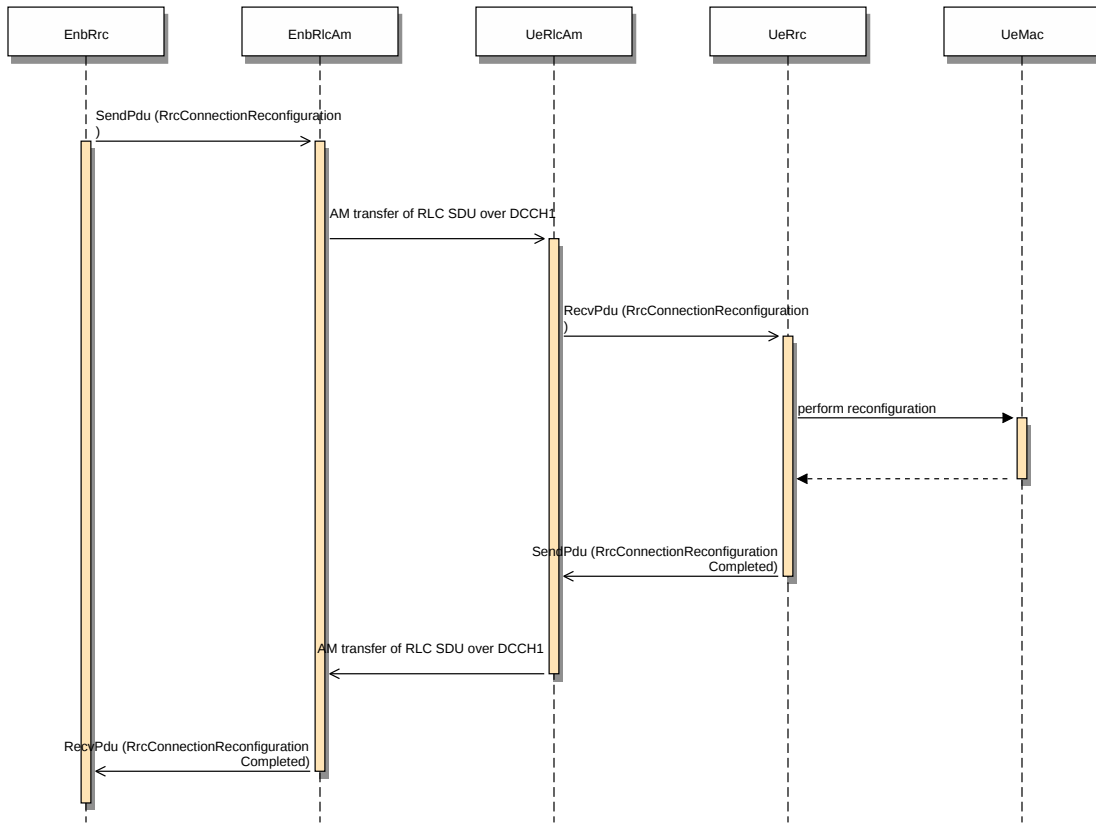 EnbRrc
EnbRlcAm
UeRlcAm
UeRrc
UeMac
SendPdu (RrcConnectionReconfiguration
)
AM transfer of RLC SDU over DCCH1
RecvPdu (RrcConnectionReconfiguration
)
perform reconfiguration
SendPdu (RrcConnectionReconfiguration
Completed)
AM transfer of RLC SDU over DCCH1
RecvPdu (RrcConnectionReconfiguration
Completed)